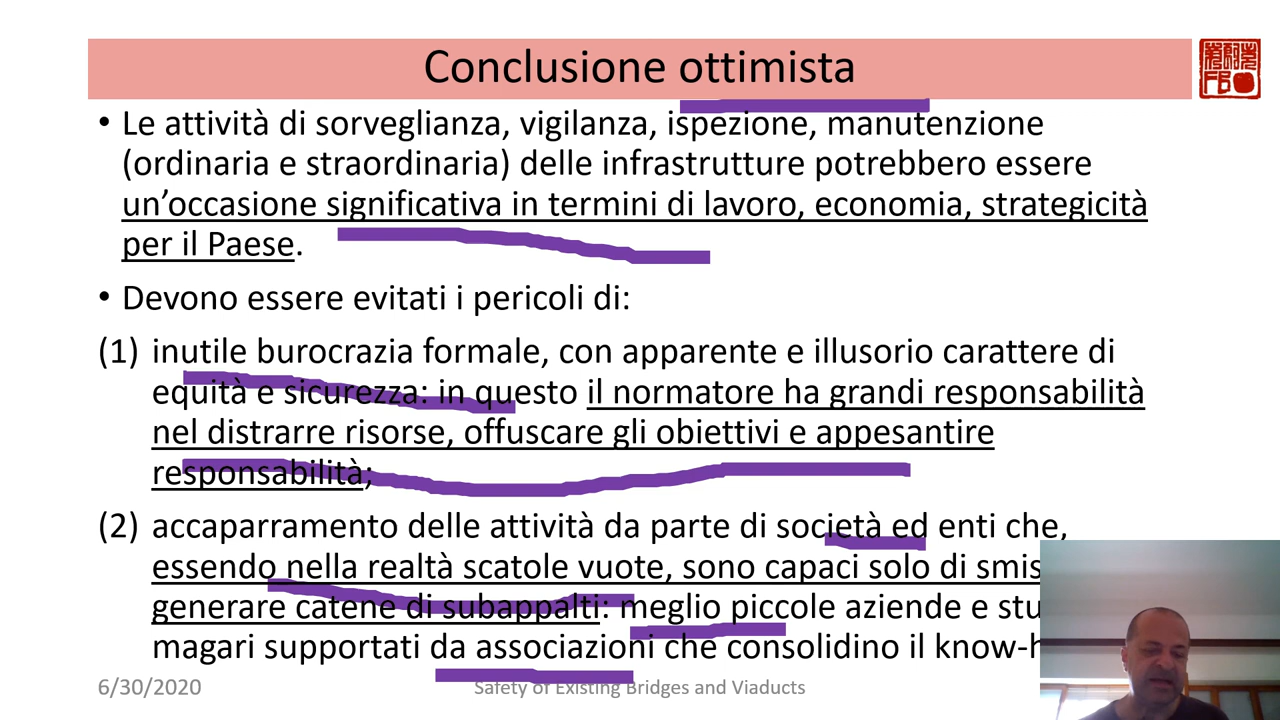 Conclusione ottimista
• Le attività di sorveglianza, vigilanza, ispezione, manutenzione
(ordinaria e straordinaria) delle infrastrutture potrebbero essere
un’occasione significativa in termini di lavoro, economia, strategicità
per il Paese.
• Devono essere evitati i pericoli di:
(1) inutile burocrazia formale, con apparente e illusorio carattere di
equità e sicurezza: in questo il normatore ha grandi responsabilità
nel distrarre risorse, offuscare gli obiettivi e appesantire
responsabilità;
(2) accaparramento delle attività da parte di società ed enti che,
essendo nella realtà scatole vuote, sono capaci solo di
generare catene di subappalti: meglio piccole aziende e
magari supportati da associazioni che consolidino il
6/30/2020
Safety of Existing Bridges and Viaducts